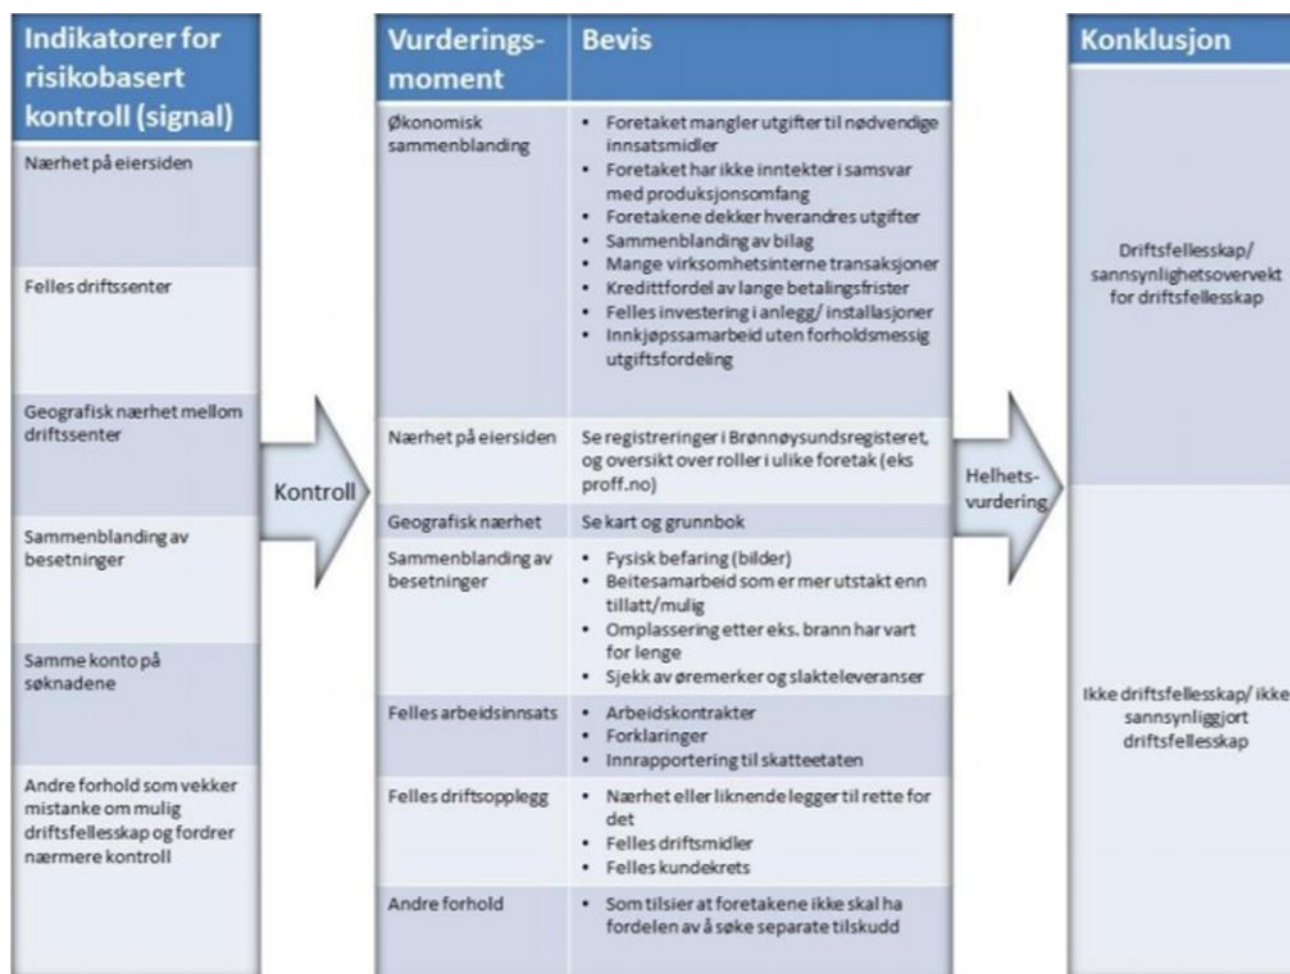 Indikatorer for
risikobasert
kontroll (signal)
Nærhet på eiersiden
Felles driftssenter
Geografisk nærhet mellom
driftssenter
Sammenblanding av
besetninger
Samme konto på
søknadene
Andre forhold som vekker
mistanke om mulig
driftsfellesskap og fordrer
nærmere kontroll
Kontroll
Vurderings-
moment
Bevis
Økonomisk
sammenblanding
• Foretaket mangler utgifter til nødvendige
innsatsmidler
• Foretaket har ikke inntekter i samsvar
med produksjonsomfang
• Foretakene dekker hverandres utgifter
• Sammenblanding av bilag
• Mange virksomhetsinterne transaksjoner
• Kredittfordel av lange betalingsfrister
• Felles investering i anlegg/ installasjoner
• Innkjøpssamarbeid uten forholdsmessig
utgiftsfordeling
Nærhet på eiersiden
Se registreringer i Brønnøysundsregisteret,
og oversikt over roller i ulike foretak (eks
proff.no)
Geografisk nærhet
Se kart og grunnbok
Sammenblanding av
besetninger
• Fysisk befaring (bilder)
• Beitesamarbeid som er mer utstakt enn
tillatt/mulig
• Omplassering etter eks. brann har vart
for lenge
• Sjekk av øremerker og slakteleveranser
Felles arbeidsinnsats
• Arbeidskontrakter
• Forklaringer
• Innrapportering til skatteetaten
Felles driftsopplegg
• Nærhet eller liknende legger til rette for
det
• Felles driftsmidler
• Felles kundekrets
Andre forhold
• Som tilsier at foretakene ikke skal ha
fordelen av å søke separate tilskudd
Helhets-
vurdering
Konklusjon
Driftsfellesskap/
sannsynlighetsovervekt
for driftsfellesskap
Ikke driftsfellesskap/ ikke
sannsynliggjort
driftsfellesskap